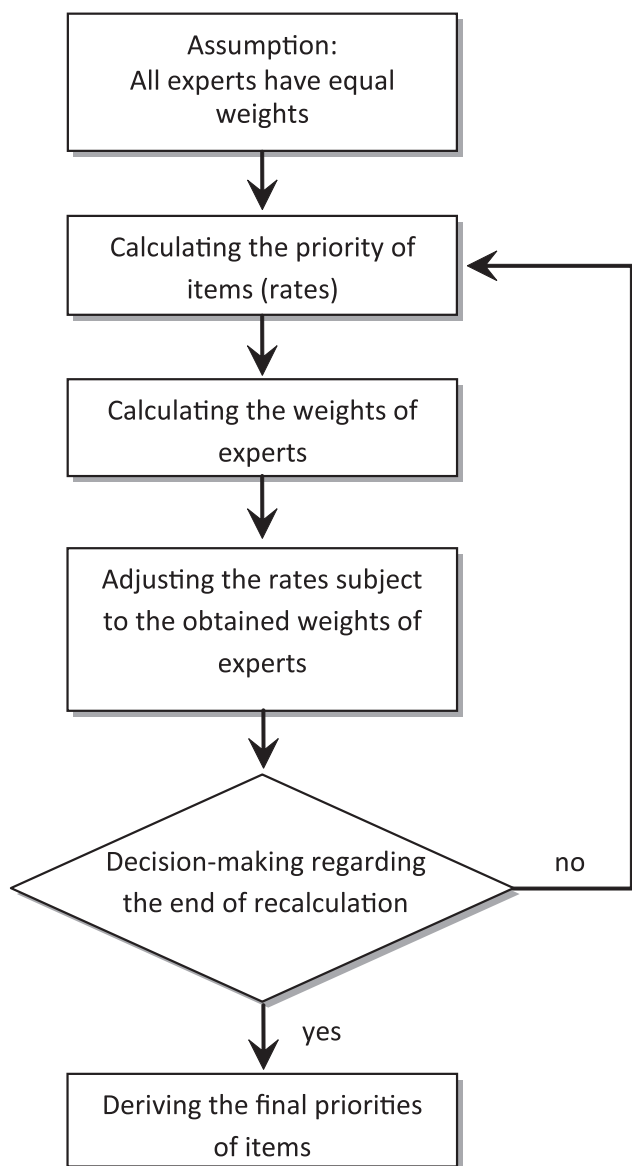 Assumption:
All experts have equal
weights
Calculating the priority of
items (rates)
Calculating the weights of
experts
Adjusting the rates subject
to the obtained weights of
experts
Decision-making regarding
the end of recalculation
no
yes
Deriving the final priorities
of items